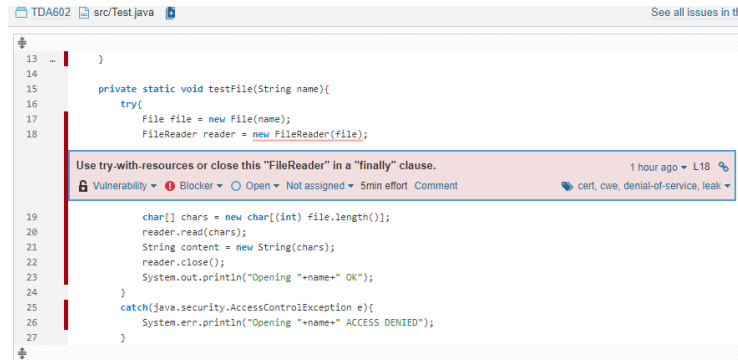 TDA602 src/Test.java See all issues in th
13 ... }
14
15 private static void testFile(String name){
16 try{
17 File file = new File(name);
18 FileReader reader = new FileReader(file);
Use try-with-resources or close this "FileReader" in a "finally" clause. 1 hour ago L18
Vulnerability Blocker Open Not assigned 5min effort Comment cert, cwe, denial-of-service, leak
19 char[] chars = new char[(int) file.length()];
20 reader.read(chars);
21 String content = new String(chars);
22 reader.close();
23 System.out.println("Opening "+name+" OK");
24 }
25 catch(java.security.AccessControlException e){
26 System.err.println("Opening "+name+" ACCESS DENIED");
27 }